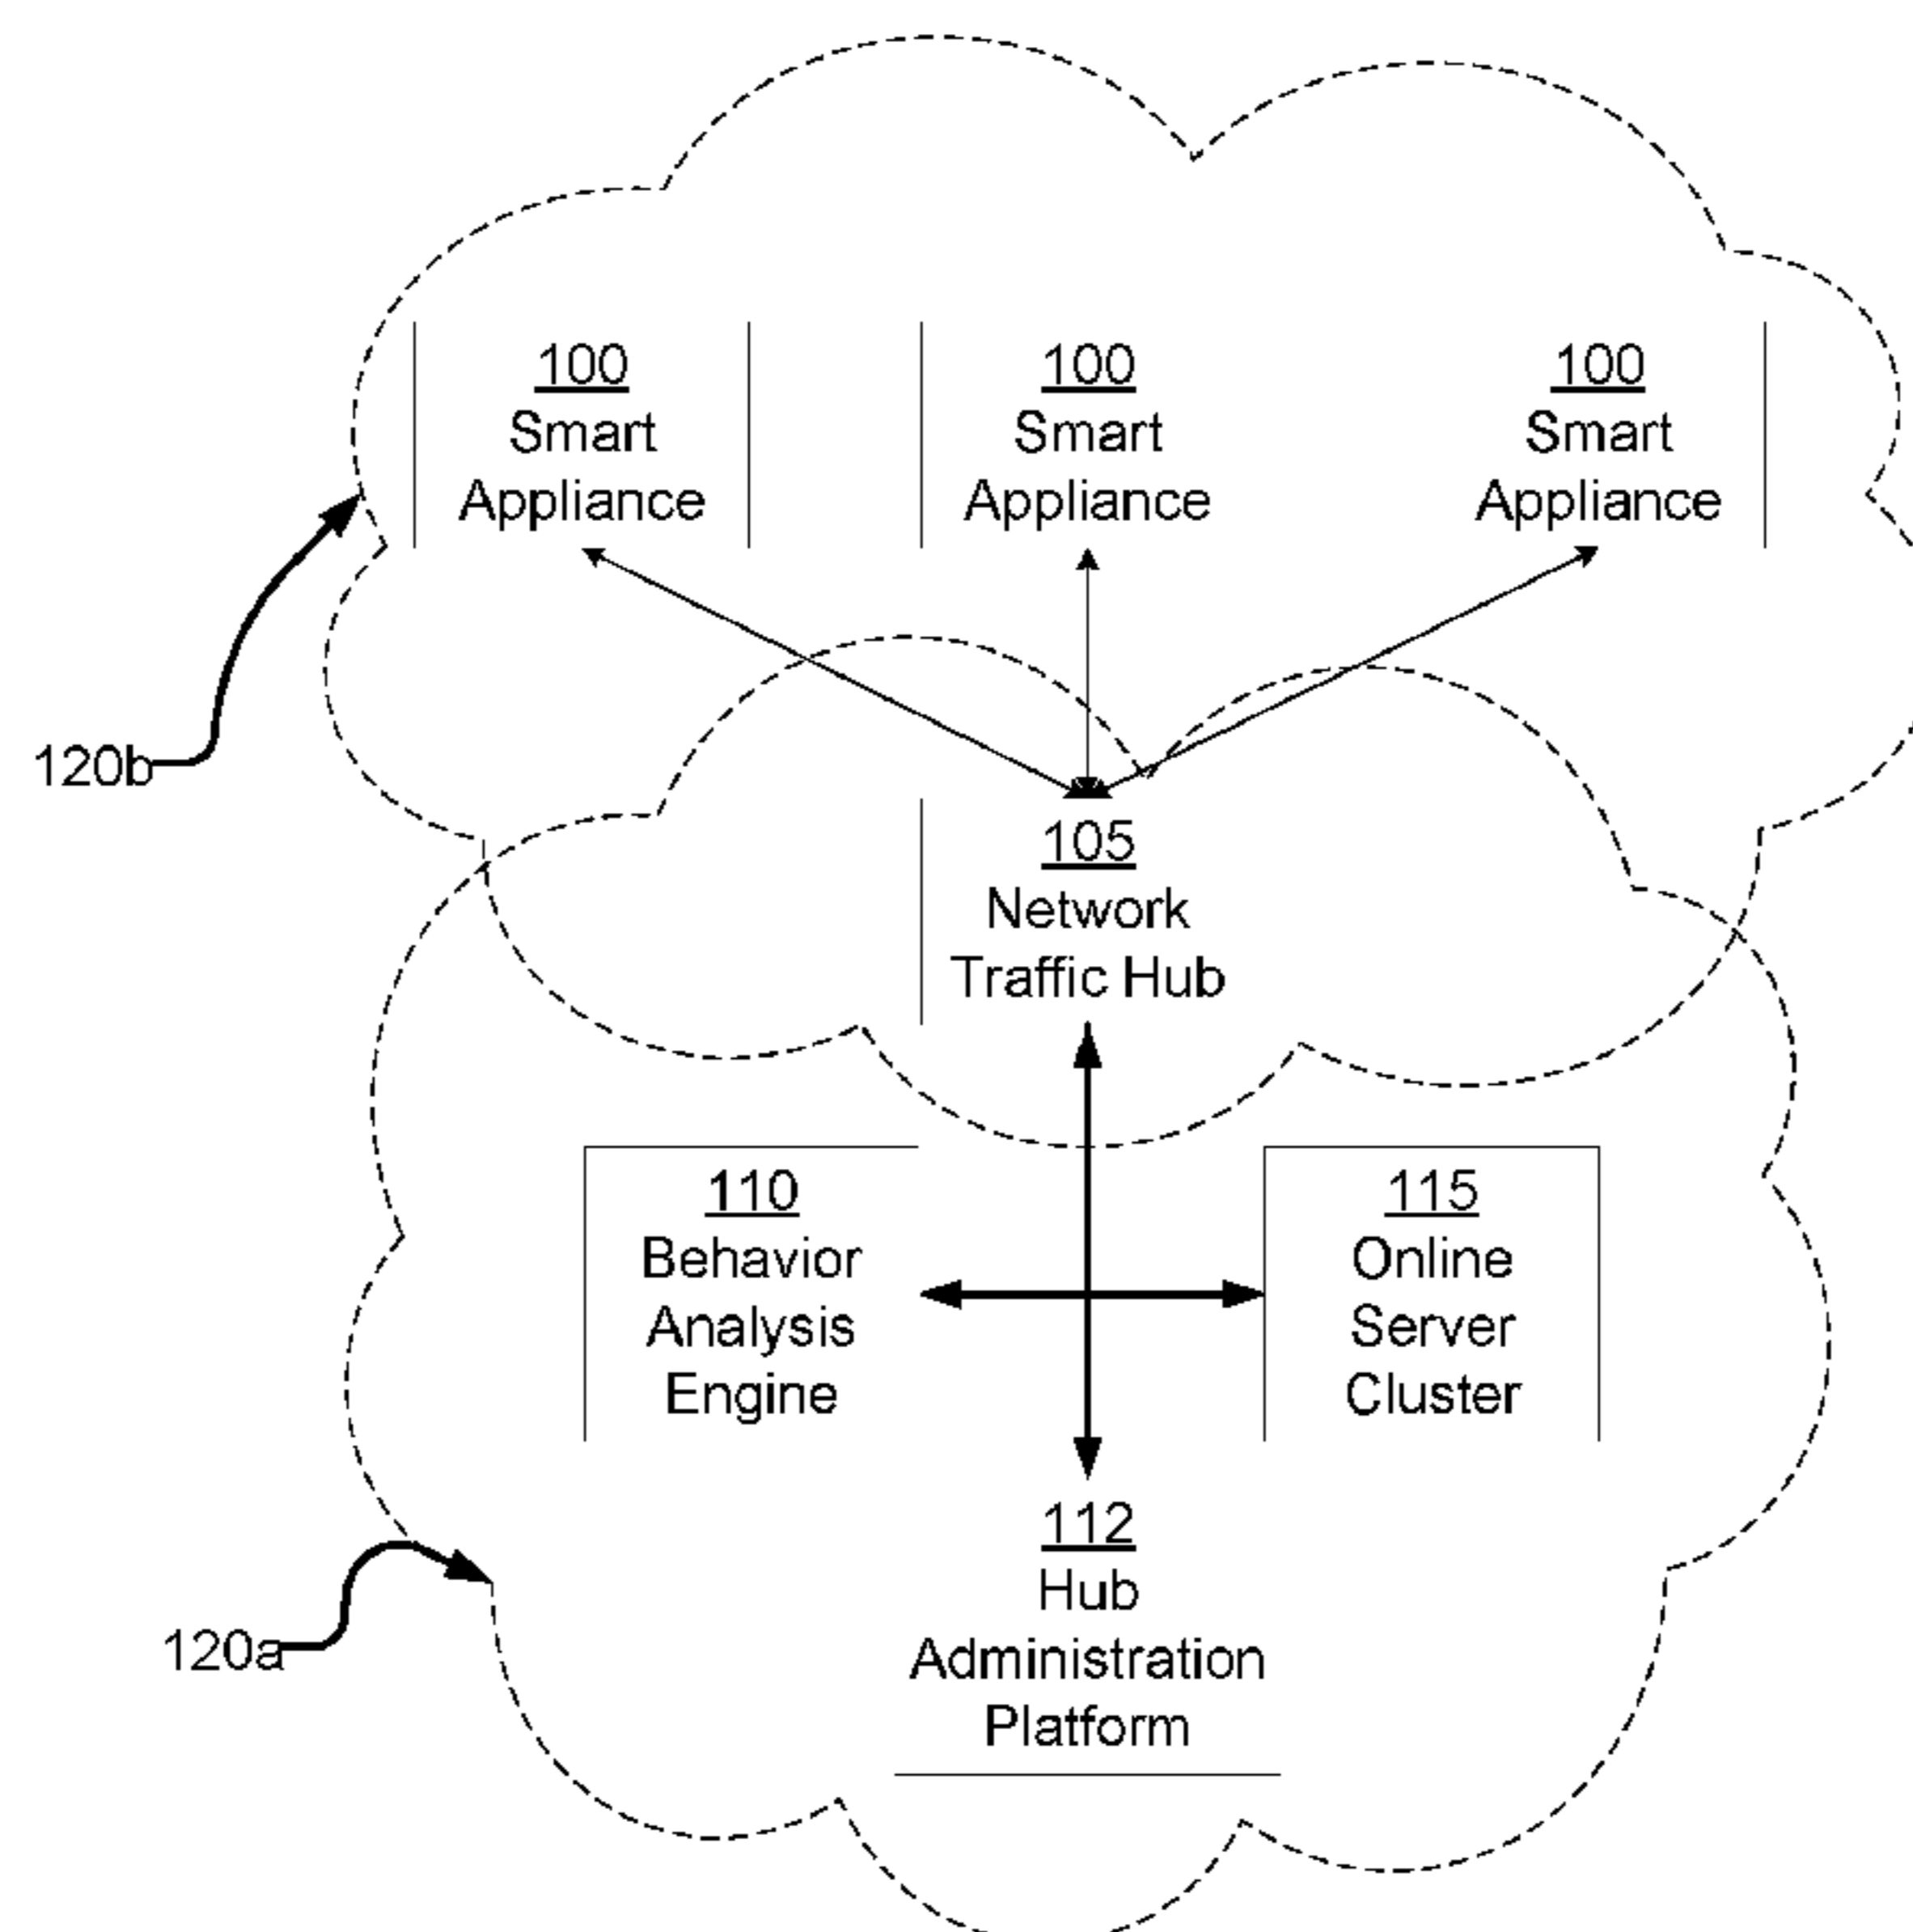 100
Smart
Appliance
100
Smart
Appliance
100
Smart
Appliance
120b
105
Network
Traffic Hub
110
Behavior
Analysis
Engine
115
Online
Server
Cluster
112
Hub
Administration
Platform
120a